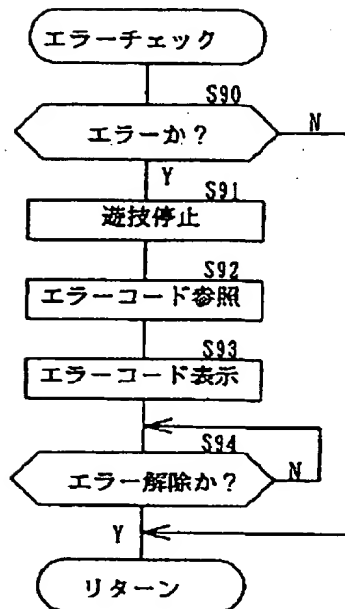 エラーチェック
S90
エラーか?
N
Y
S91
遊技停止
S92
エラーコード参照
S93
エラーコード表示
S94
エラー解除か?
N
Y
リターン